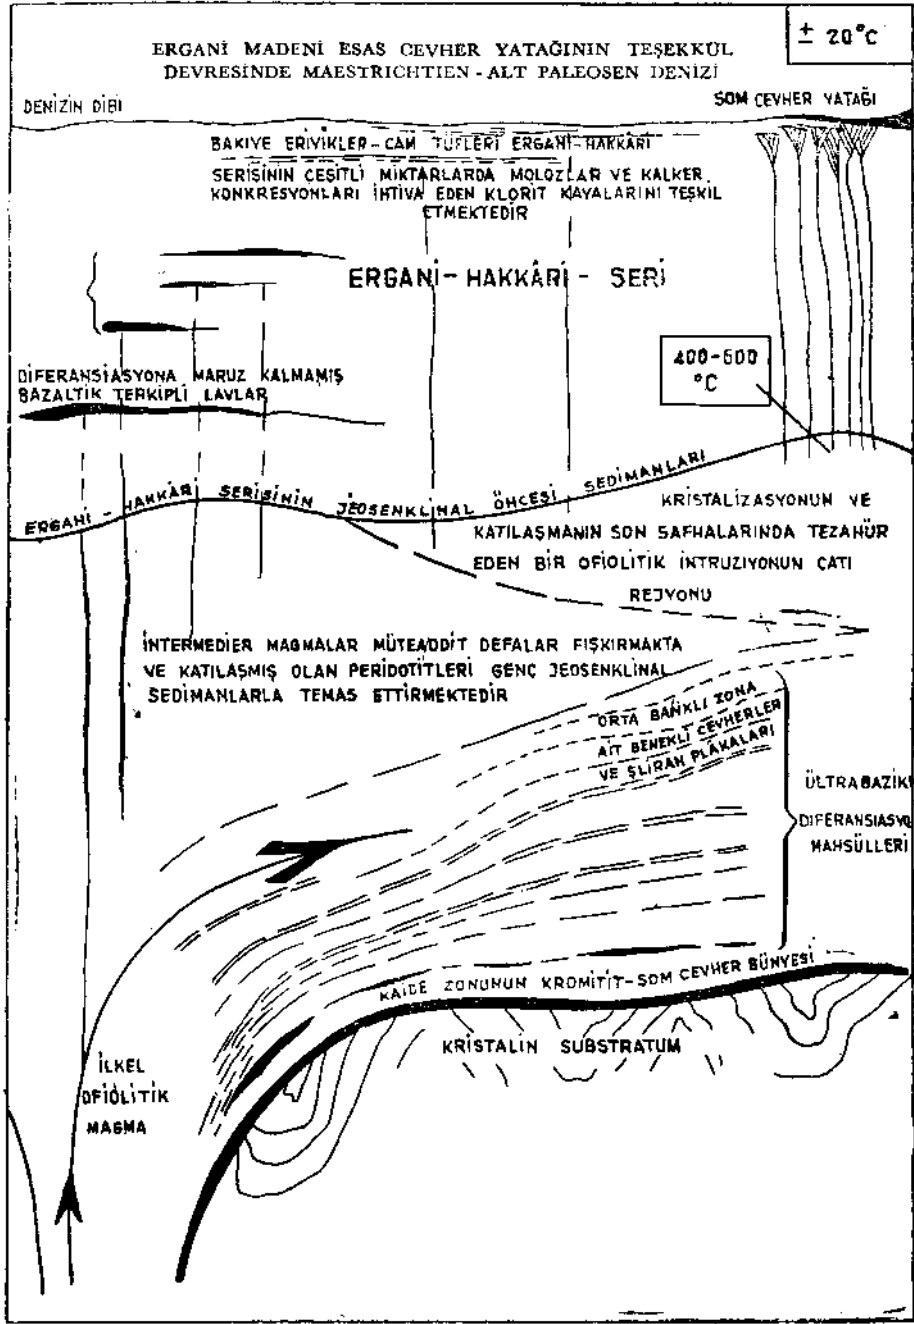 ± 20°C
ERGANİ MADENİ ESAS CEVHER YATAĞININ TEŞEKKÜL
DEVRESİNDE MAESTRICHTIEN - ALT PALEOSEN DENİZİ
DENİZİN DİBİ
SOM CEVHER YATAĞI
BAKIYE ERİYİKLER-CAM TÜFLERİ ERGANİ-HAKKÂRİ
SERİSİNİN ÇEŞİTLİ MİKTARLARDA MOLOZLAR VE KALKER
KONKRESYONLARI İHTİVA EDEN KLORİT KAYALARINI TEŞKİL
ETMEKTEDİR
ERGANİ-HAKKÂRİ-SERİ
400-600
°C
DİFERANSİASYONA MARUZ KALMAMIŞ
BAZALTİK TERKİPLİ LAVLAR
ERGANİ-HAKKÂR SERİSİNİN JEOSENKLİNAL ÖNCESİ SEDİMANLARI
KRİSTALİZASYONUN VE
KATILAŞMANIN SON SAFHALARINDA TEZAHÜR
EDEN BİR OFİOLİTİK İNTRUZİYONUN ÇATI
REJYONU
İNTERMEDİER MAGMALAR MÜTEADDİT DEFALAR FIŞKIRMAKTA
VE KATILAŞMIŞ OLAN PERİDOTİTLERİ GENÇ JEOSENKLİNAL
SEDİMANLARLA TEMAS ETTİRMEKTEDİR
ORTA BANKLI ZONA
AİT BENEKLİ CEVHERLER
VE ŞLİRAN PLÂKALARI
ÜLTRABAZİK
DİFERANSİASYO
MAHSÜLLERİ
KAİDE ZONUNUN KROMİTİT-SOM CEVHER BÜNYESİ
KRİSTALİN SUBSTRATUM
İLKEL
OFİOLİTİK
MAGMA